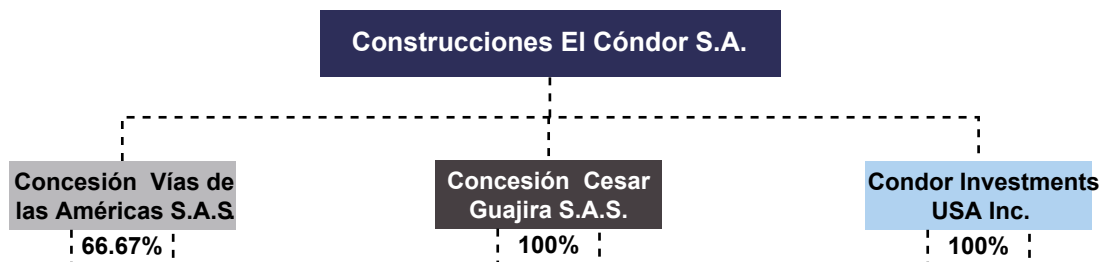 Construcciones El Cóndor S.A.
Concesión Vías de
las Américas S.A.S.
66.67%
Concesión Cesar
Guajira S.A.S.
100%
Condor Investments
USA Inc.
100%